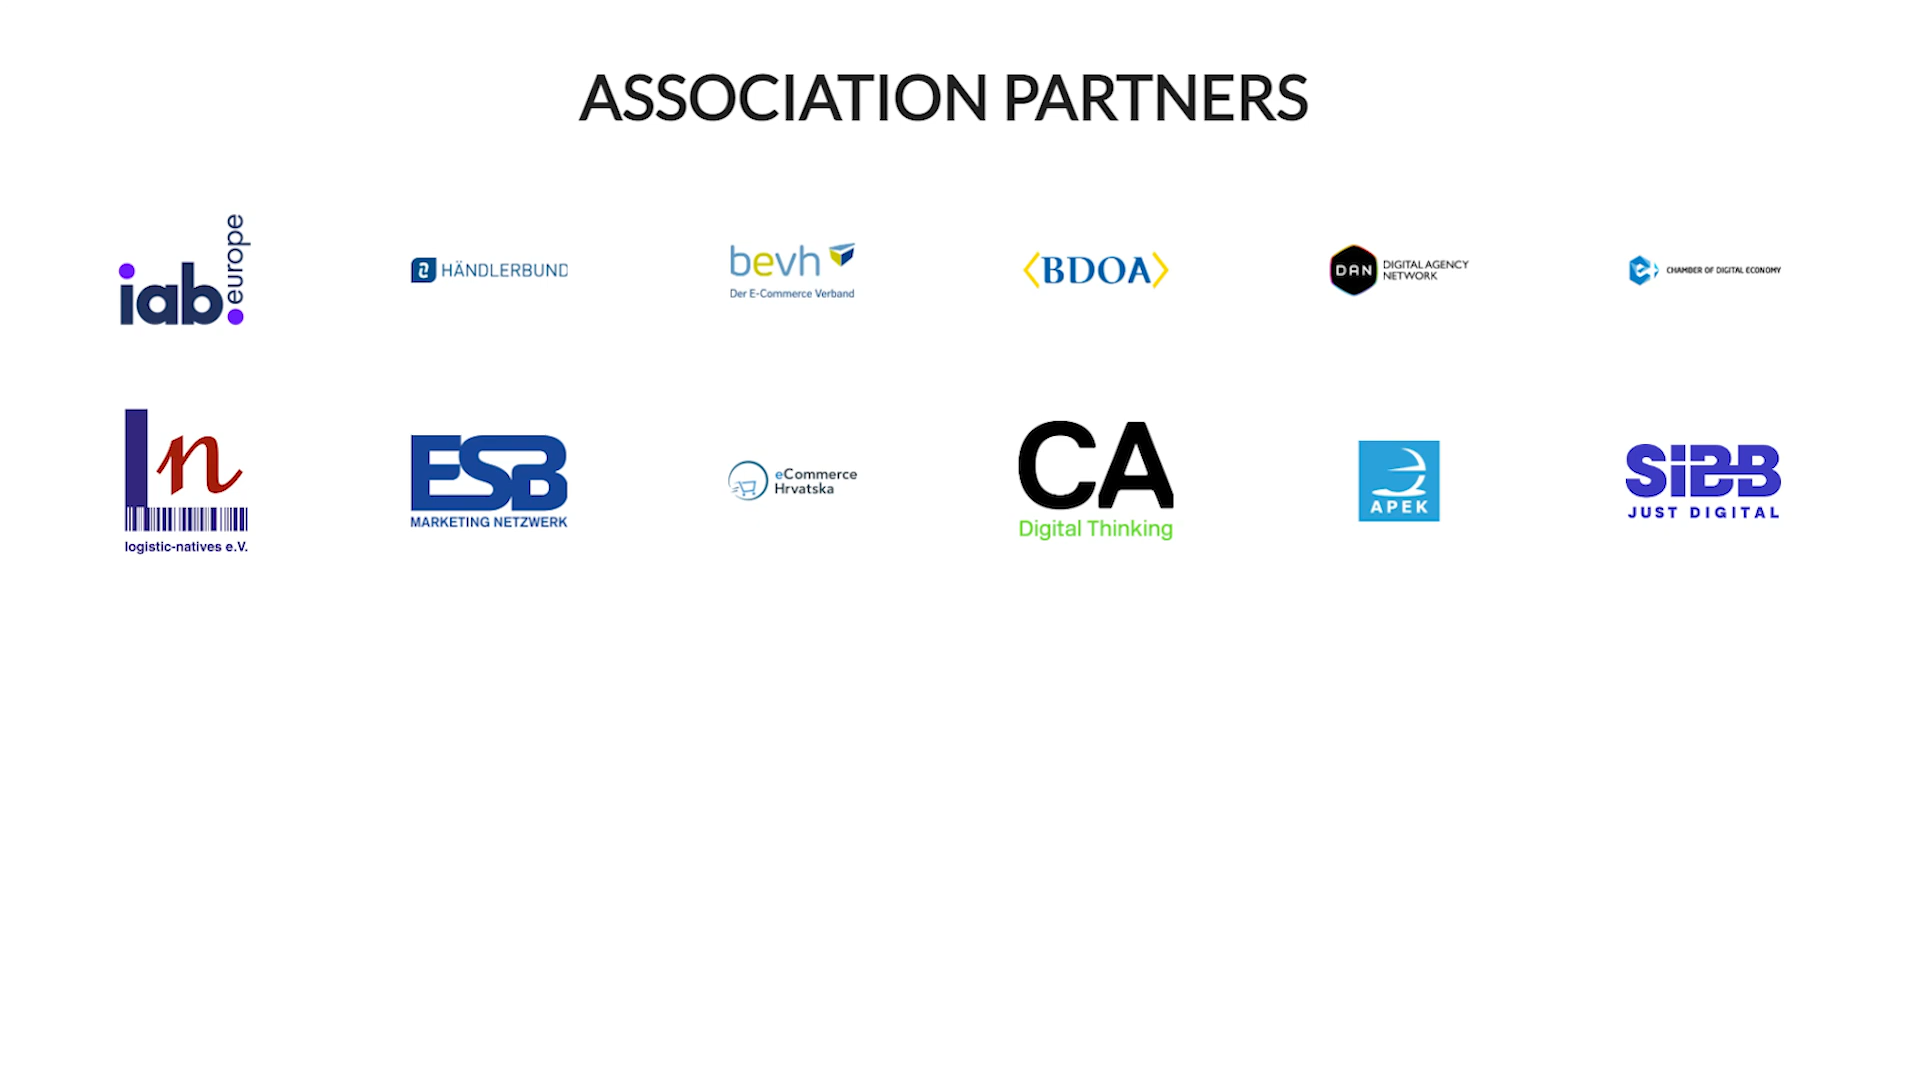 ASSOCIATION PARTNERS
iab europe
HÄNDLERBUND
bevh
Der E-Commerce Verband
BDOA
DAN DIGITAL AGENCY
NETWORK
e CHAMBER OF DIGITAL ECONOMY
ln
logistic-natives e.V.
ESB
MARKETING NETZWERK
eCommerce
Hrvatska
CA
Digital Thinking
APEK
SiBB
JUST DIGITAL